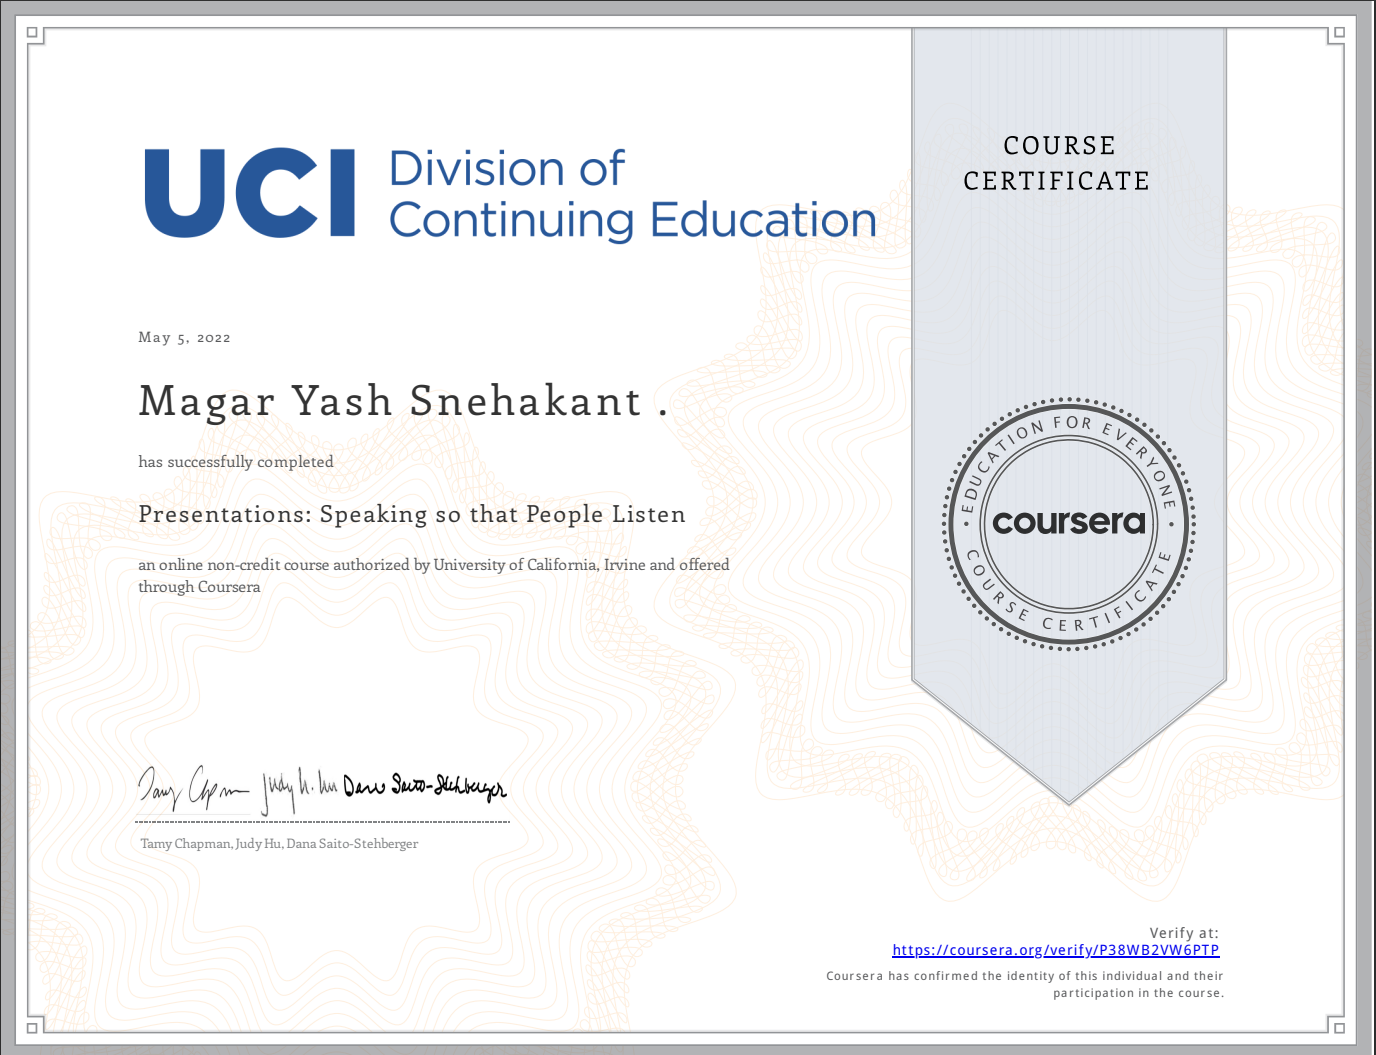 UCI Division of
Continuing Education
COURSE
CERTIFICATE
May 5, 2022
Magar Yash Snehakant .
has successfully completed
Presentations: Speaking so that People Listen
an online non-credit course authorized by University of California, Irvine and offered
through Coursera
EDUCATION FOR EVERYONE
coursera
COURSE CERTIFICATE
Tamy Chapman Judy H. Hu Dana Saito-Stehberger
Tamy Chapman, Judy Hu, Dana Saito-Stehberger
Verify at:
https://coursera.org/verify/P38WB2VW6PTP
Coursera has confirmed the identity of this individual and their
participation in the course.